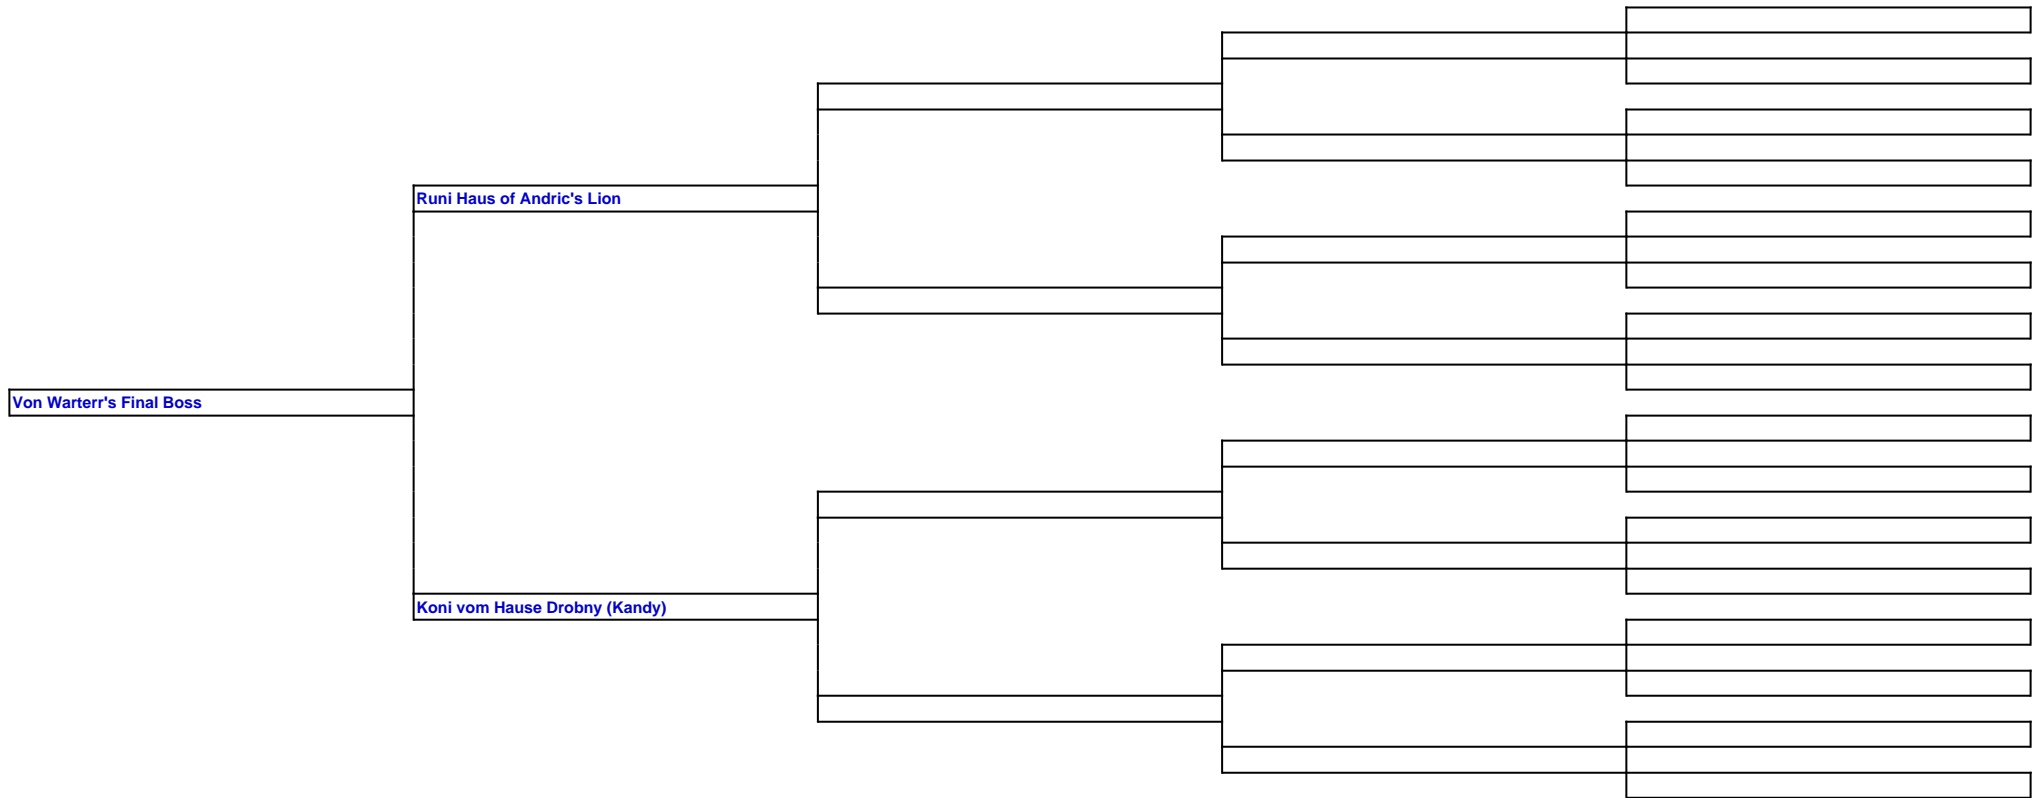 Runi Haus of Andric's Lion
Von Warterr's Final Boss
Koni vom Hause Drobny (Kandy)